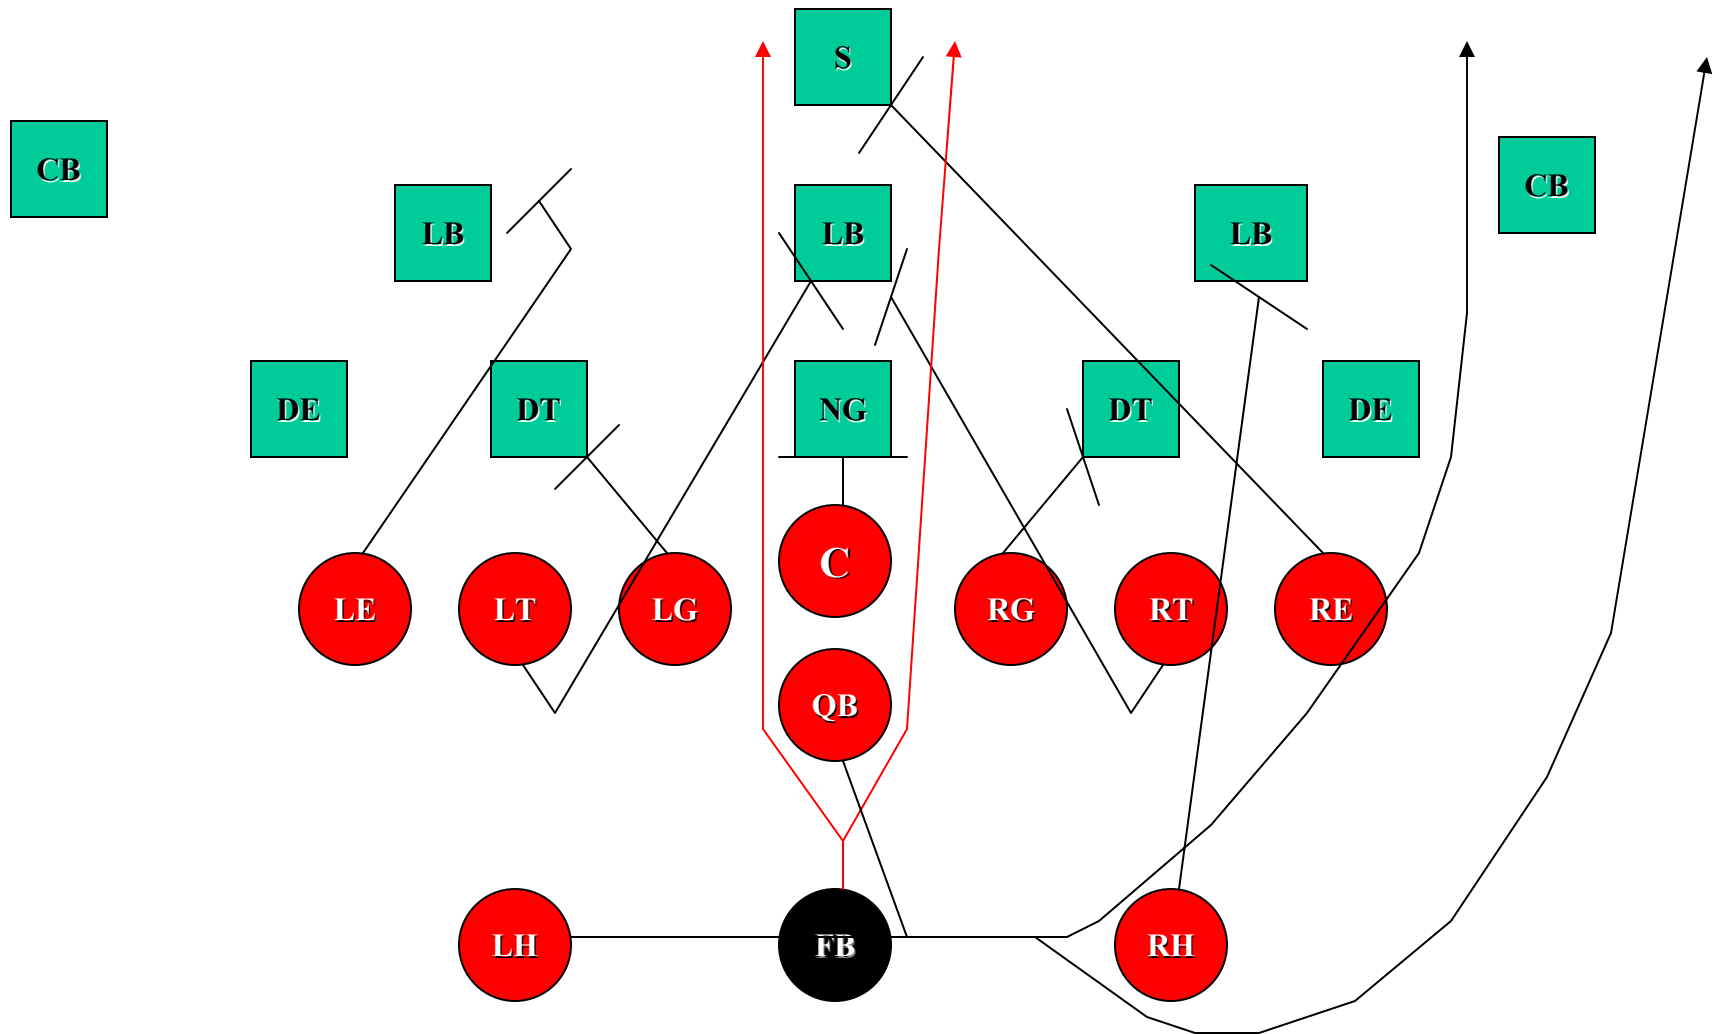 S
CB
CB
LB
LB
LB
DE
DT
NG
DT
DE
C
LE
LT
LG
RG
RT
RE
QB
LH
FB
RH